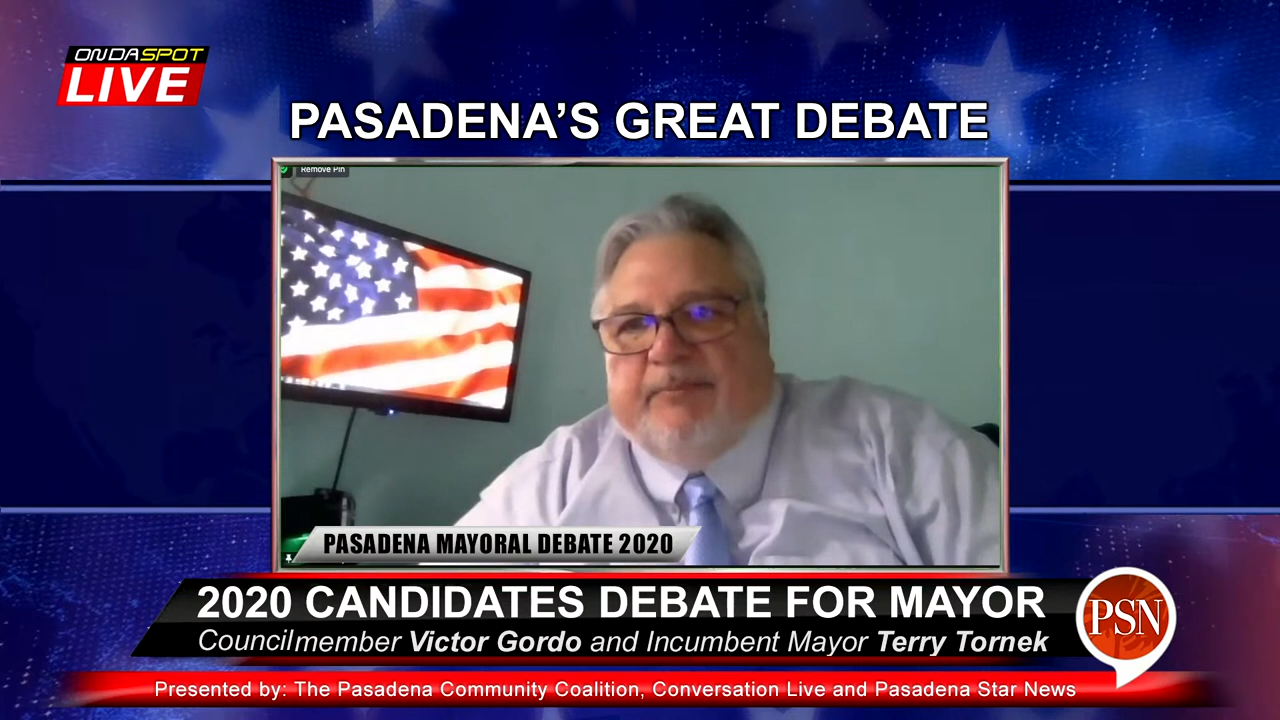 ONDASPOT
LIVE
PASADENA'S GREAT DEBATE
Remove Pin
PASADENA MAYORAL DEBATE 2020
2020 CANDIDATES DEBATE FOR MAYOR
Councilmember Victor Gordo and Incumbent Mayor Terry Tornek
PSN
Presented by: The Pasadena Community Coalition, Conversation Live and Pasadena Star News